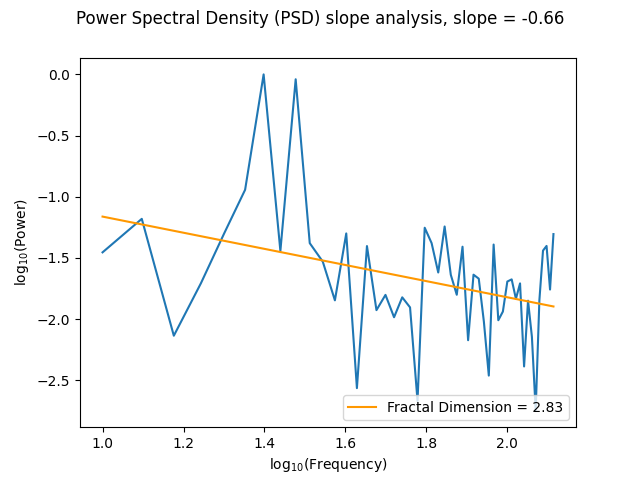 Power Spectral Density (PSD) slope analysis, slope = -0.66
0.0
−0.5
−1.0
−1.5
−2.0
−2.5
log10(Power)
Fractal Dimension = 2.83
1.0 1.2 1.4 1.6 1.8 2.0
log10(Frequency)